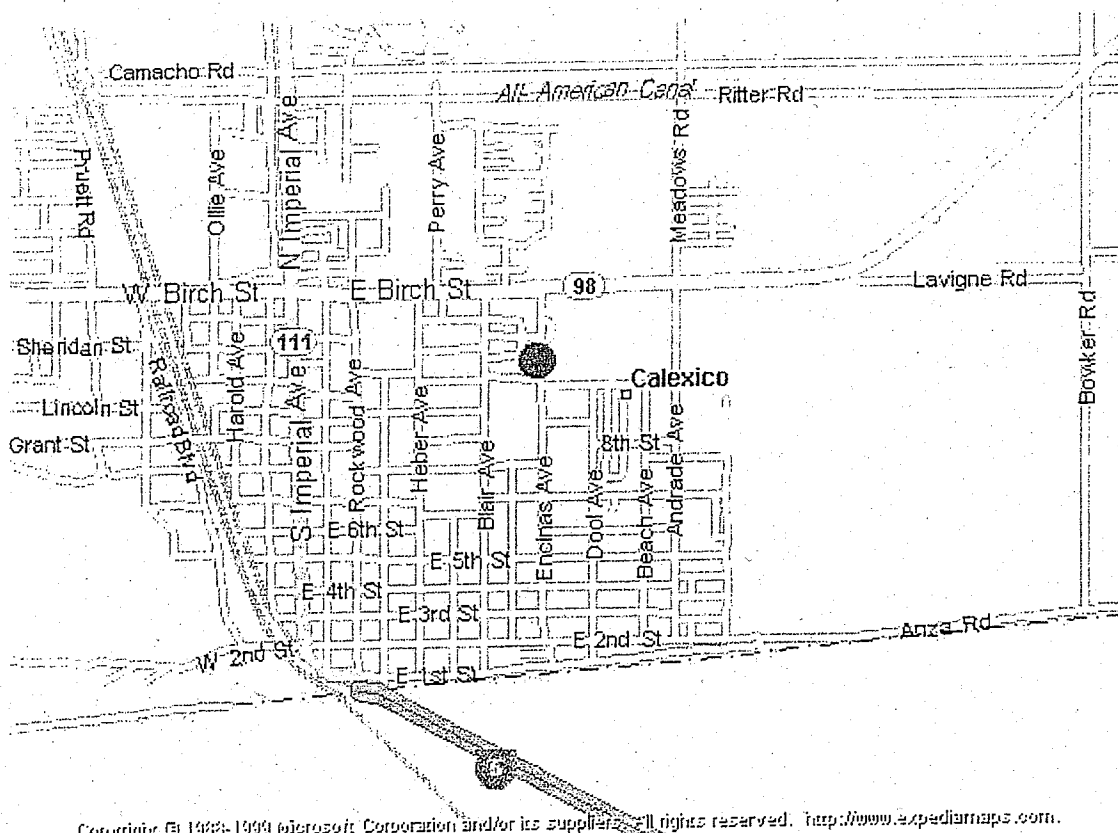 Camacho Rd
All-American Canal
Ritter Rd
Pruett Rd
Ollie Ave
N Imperial Ave
Perry Ave
Meadows Rd
W Birch St
E Birch St
98
Lavigne Rd
Bowker Rd
Sheridan St
111
Railroad Blvd
Harold Ave
Calexico
Lincoln St
Grant St
S Imperial Ave
Rockwood Ave
Heber Ave
Blair Ave
Encinas Ave
8th St
Dool Ave
Beach Ave
Andrade Ave
E 6th St
E 5th St
E 4th St
E 3rd St
E 2nd St
Anza Rd
W 2nd St
E 1st St
Copyright © 1988-1999 Microsoft Corporation and/or its suppliers. All rights reserved. http://www.expediamaps.com.